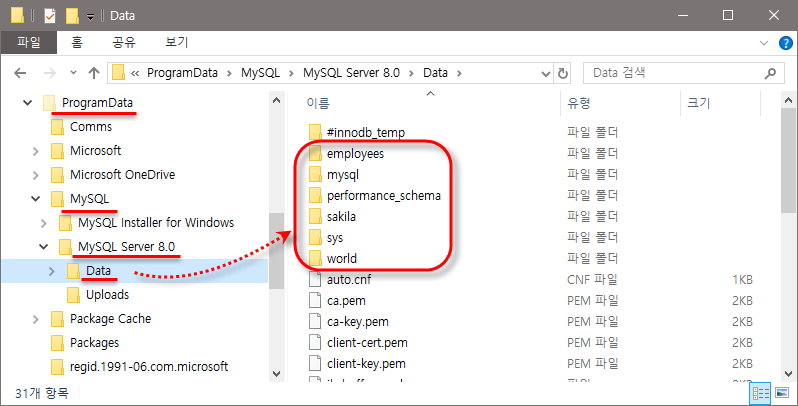 Data
파일 홈 공유 보기
« ProgramData > MySQL > MySQL Server 8.0 > Data >
Data 검색
ProgramData
Comms
Microsoft
Microsoft OneDrive
MySQL
MySQL Installer for Windows
MySQL Server 8.0
Data
Uploads
Package Cache
Packages
regid.1991-06.com.microsoft
이름 유형 크기
#innodb_temp 파일 폴더
employees 파일 폴더
mysql 파일 폴더
performance_schema 파일 폴더
sakila 파일 폴더
sys 파일 폴더
world 파일 폴더
auto.cnf CNF 파일 1KB
ca.pem PEM 파일 2KB
ca-key.pem PEM 파일 2KB
client-cert.pem PEM 파일 2KB
client-key.pem PEM 파일 2KB
31개 항목